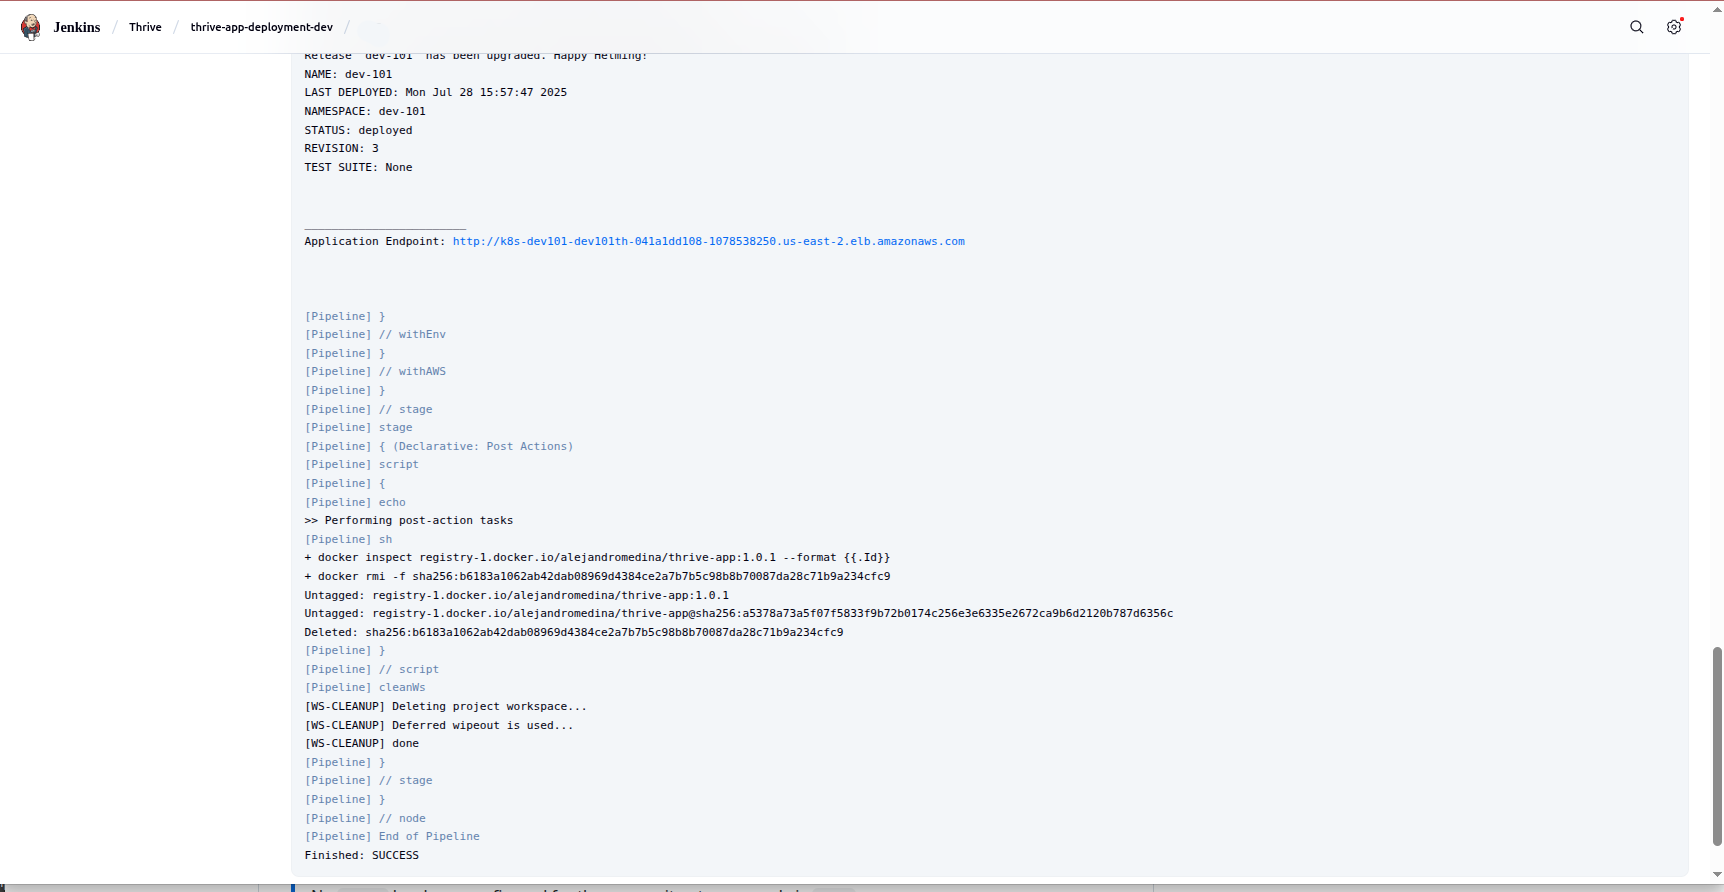 Jenkins / Thrive / thrive-app-deployment-dev /
Release "dev-101" has been upgraded. Happy Helming!
NAME: dev-101
LAST DEPLOYED: Mon Jul 28 15:57:47 2025
NAMESPACE: dev-101
STATUS: deployed
REVISION: 3
TEST SUITE: None
________________________
Application Endpoint: http://k8s-dev101-dev101th-041a1dd108-1078538250.us-east-2.elb.amazonaws.com
[Pipeline] }
[Pipeline] // withEnv
[Pipeline] }
[Pipeline] // withAWS
[Pipeline] }
[Pipeline] // stage
[Pipeline] stage
[Pipeline] { (Declarative: Post Actions)
[Pipeline] script
[Pipeline] {
[Pipeline] echo
>> Performing post-action tasks
[Pipeline] sh
+ docker inspect registry-1.docker.io/alejandromedina/thrive-app:1.0.1 --format {{.Id}}
+ docker rmi -f sha256:b6183a1062ab42dab08969d4384ce2a7b7b5c98b8b70087da28c71b9a234cfc9
Untagged: registry-1.docker.io/alejandromedina/thrive-app:1.0.1
Untagged: registry-1.docker.io/alejandromedina/thrive-app@sha256:a5378a73a5f07f5833f9b72b0174c256e3e6335e2672ca9b6d2120b787d6356c
Deleted: sha256:b6183a1062ab42dab08969d4384ce2a7b7b5c98b8b70087da28c71b9a234cfc9
[Pipeline] }
[Pipeline] // script
[Pipeline] cleanWs
[WS-CLEANUP] Deleting project workspace...
[WS-CLEANUP] Deferred wipeout is used...
[WS-CLEANUP] done
[Pipeline] }
[Pipeline] // stage
[Pipeline] }
[Pipeline] // node
[Pipeline] End of Pipeline
Finished: SUCCESS